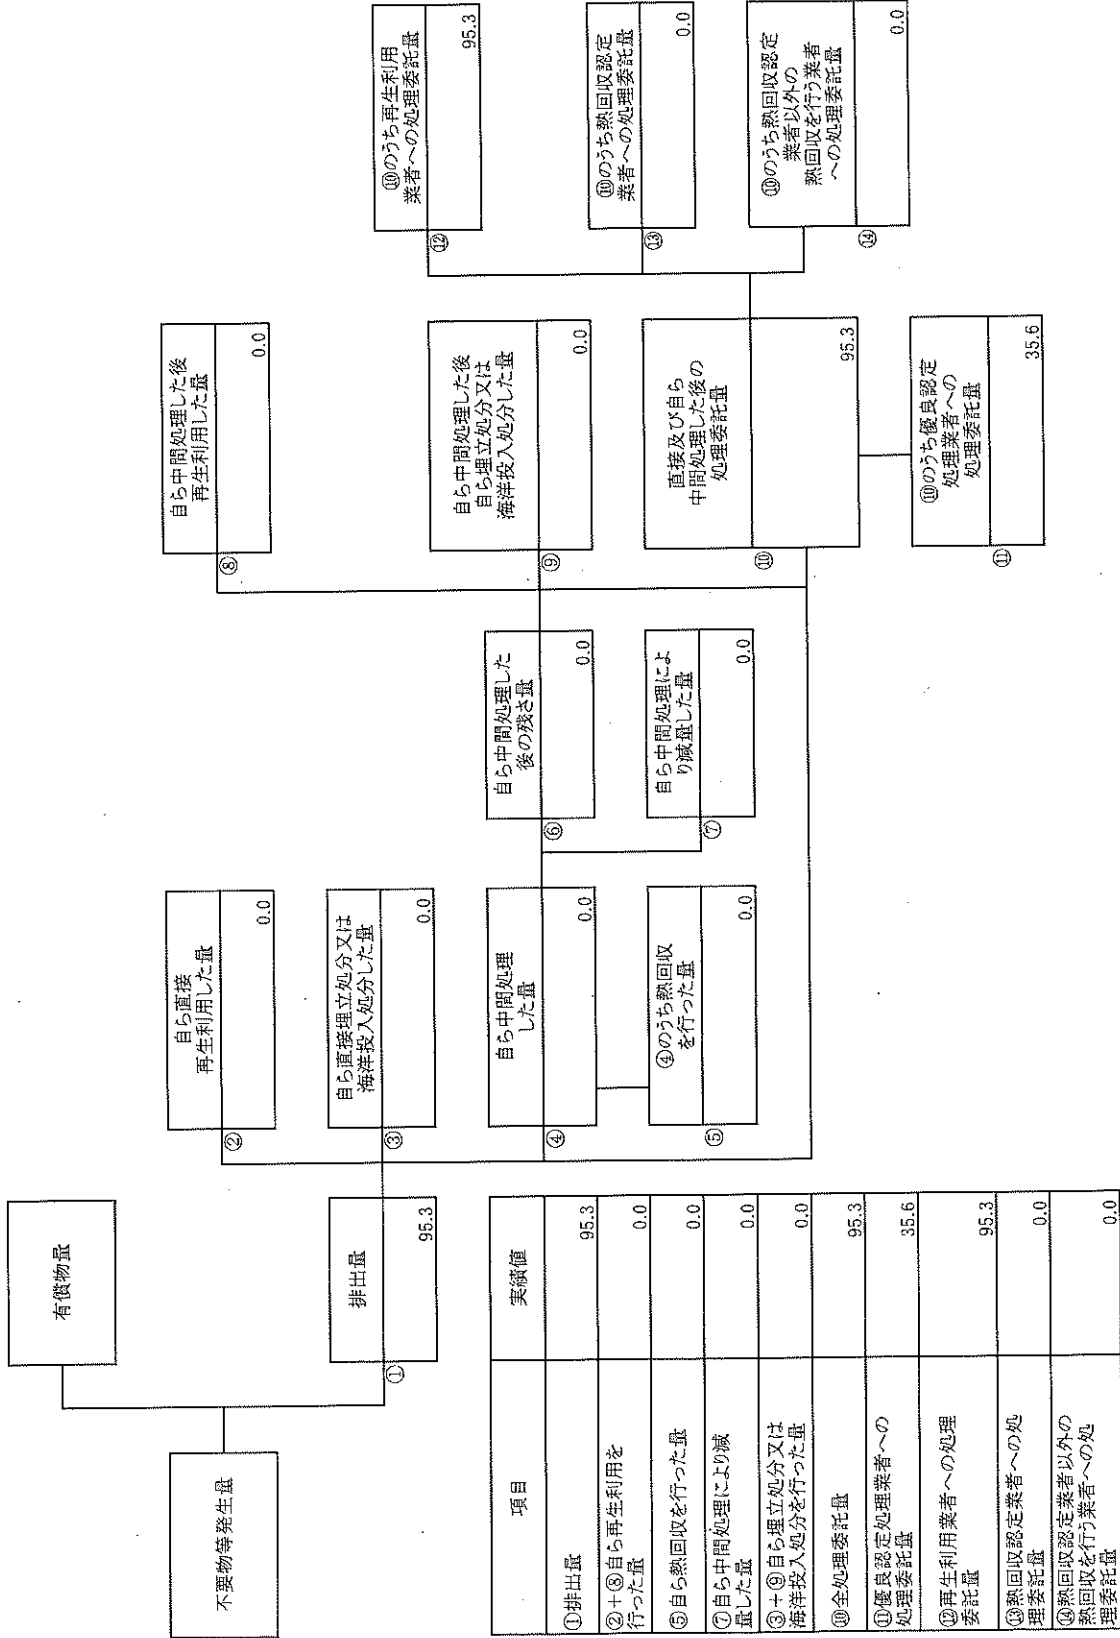 不要物等発生量
有償物量
①
排出量
95.3
②
自ら直接
再生利用した量
0.0
③
自ら直接埋立処分又は
海洋投入処分した量
0.0
④
自ら中間処理
した量
0.0
⑤
④のうち熱回収
を行った量
0.0
⑥
自ら中間処理した
後の残さ量
0.0
⑦
自ら中間処理によ
り減量した量
0.0
⑧
自ら中間処理した後
再生利用した量
0.0
⑨
自ら中間処理した後
自ら埋立処分又は
海洋投入処分した量
0.0
⑩
直接及び自ら
中間処理した後の
処理委託量
95.3
⑪
⑩のうち優良認定
処理業者への
処理委託量
35.6
⑫
⑩のうち再生利用
業者への処理委託量
95.3
⑬
⑩のうち熱回収認定
業者への処理委託量
0.0
⑭
⑩のうち熱回収認定
業者以外の
熱回収を行う業者
への処理委託量
0.0
項目 実績値
①排出量 95.3
②+⑧自ら再生利用を
行った量 0.0
⑤自ら熱回収を行った量 0.0
⑦自ら中間処理により減
量した量 0.0
③+⑨自ら埋立処分又は
海洋投入処分を行った量 0.0
⑩全処理委託量 95.3
⑪優良認定処理業者への
処理委託量 35.6
⑫再生利用業者への処理
委託量 95.3
⑬熱回収認定業者への処
理委託量 0.0
⑭熱回収認定業者以外の
熱回収を行う業者への処
理委託量 0.0